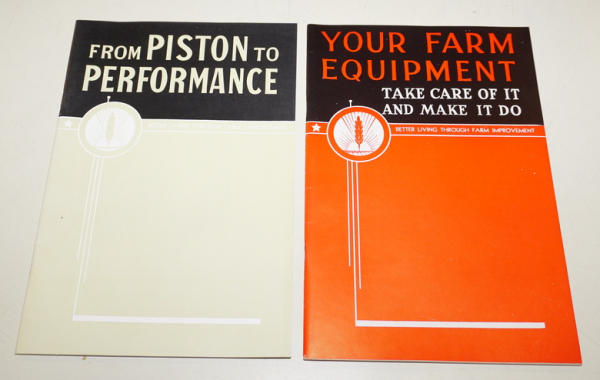 FROM PISTON TO
PERFORMANCE
YOUR FARM
EQUIPMENT
TAKE CARE OF IT
AND MAKE IT DO
BETTER LIVING THROUGH FARM IMPROVEMENT